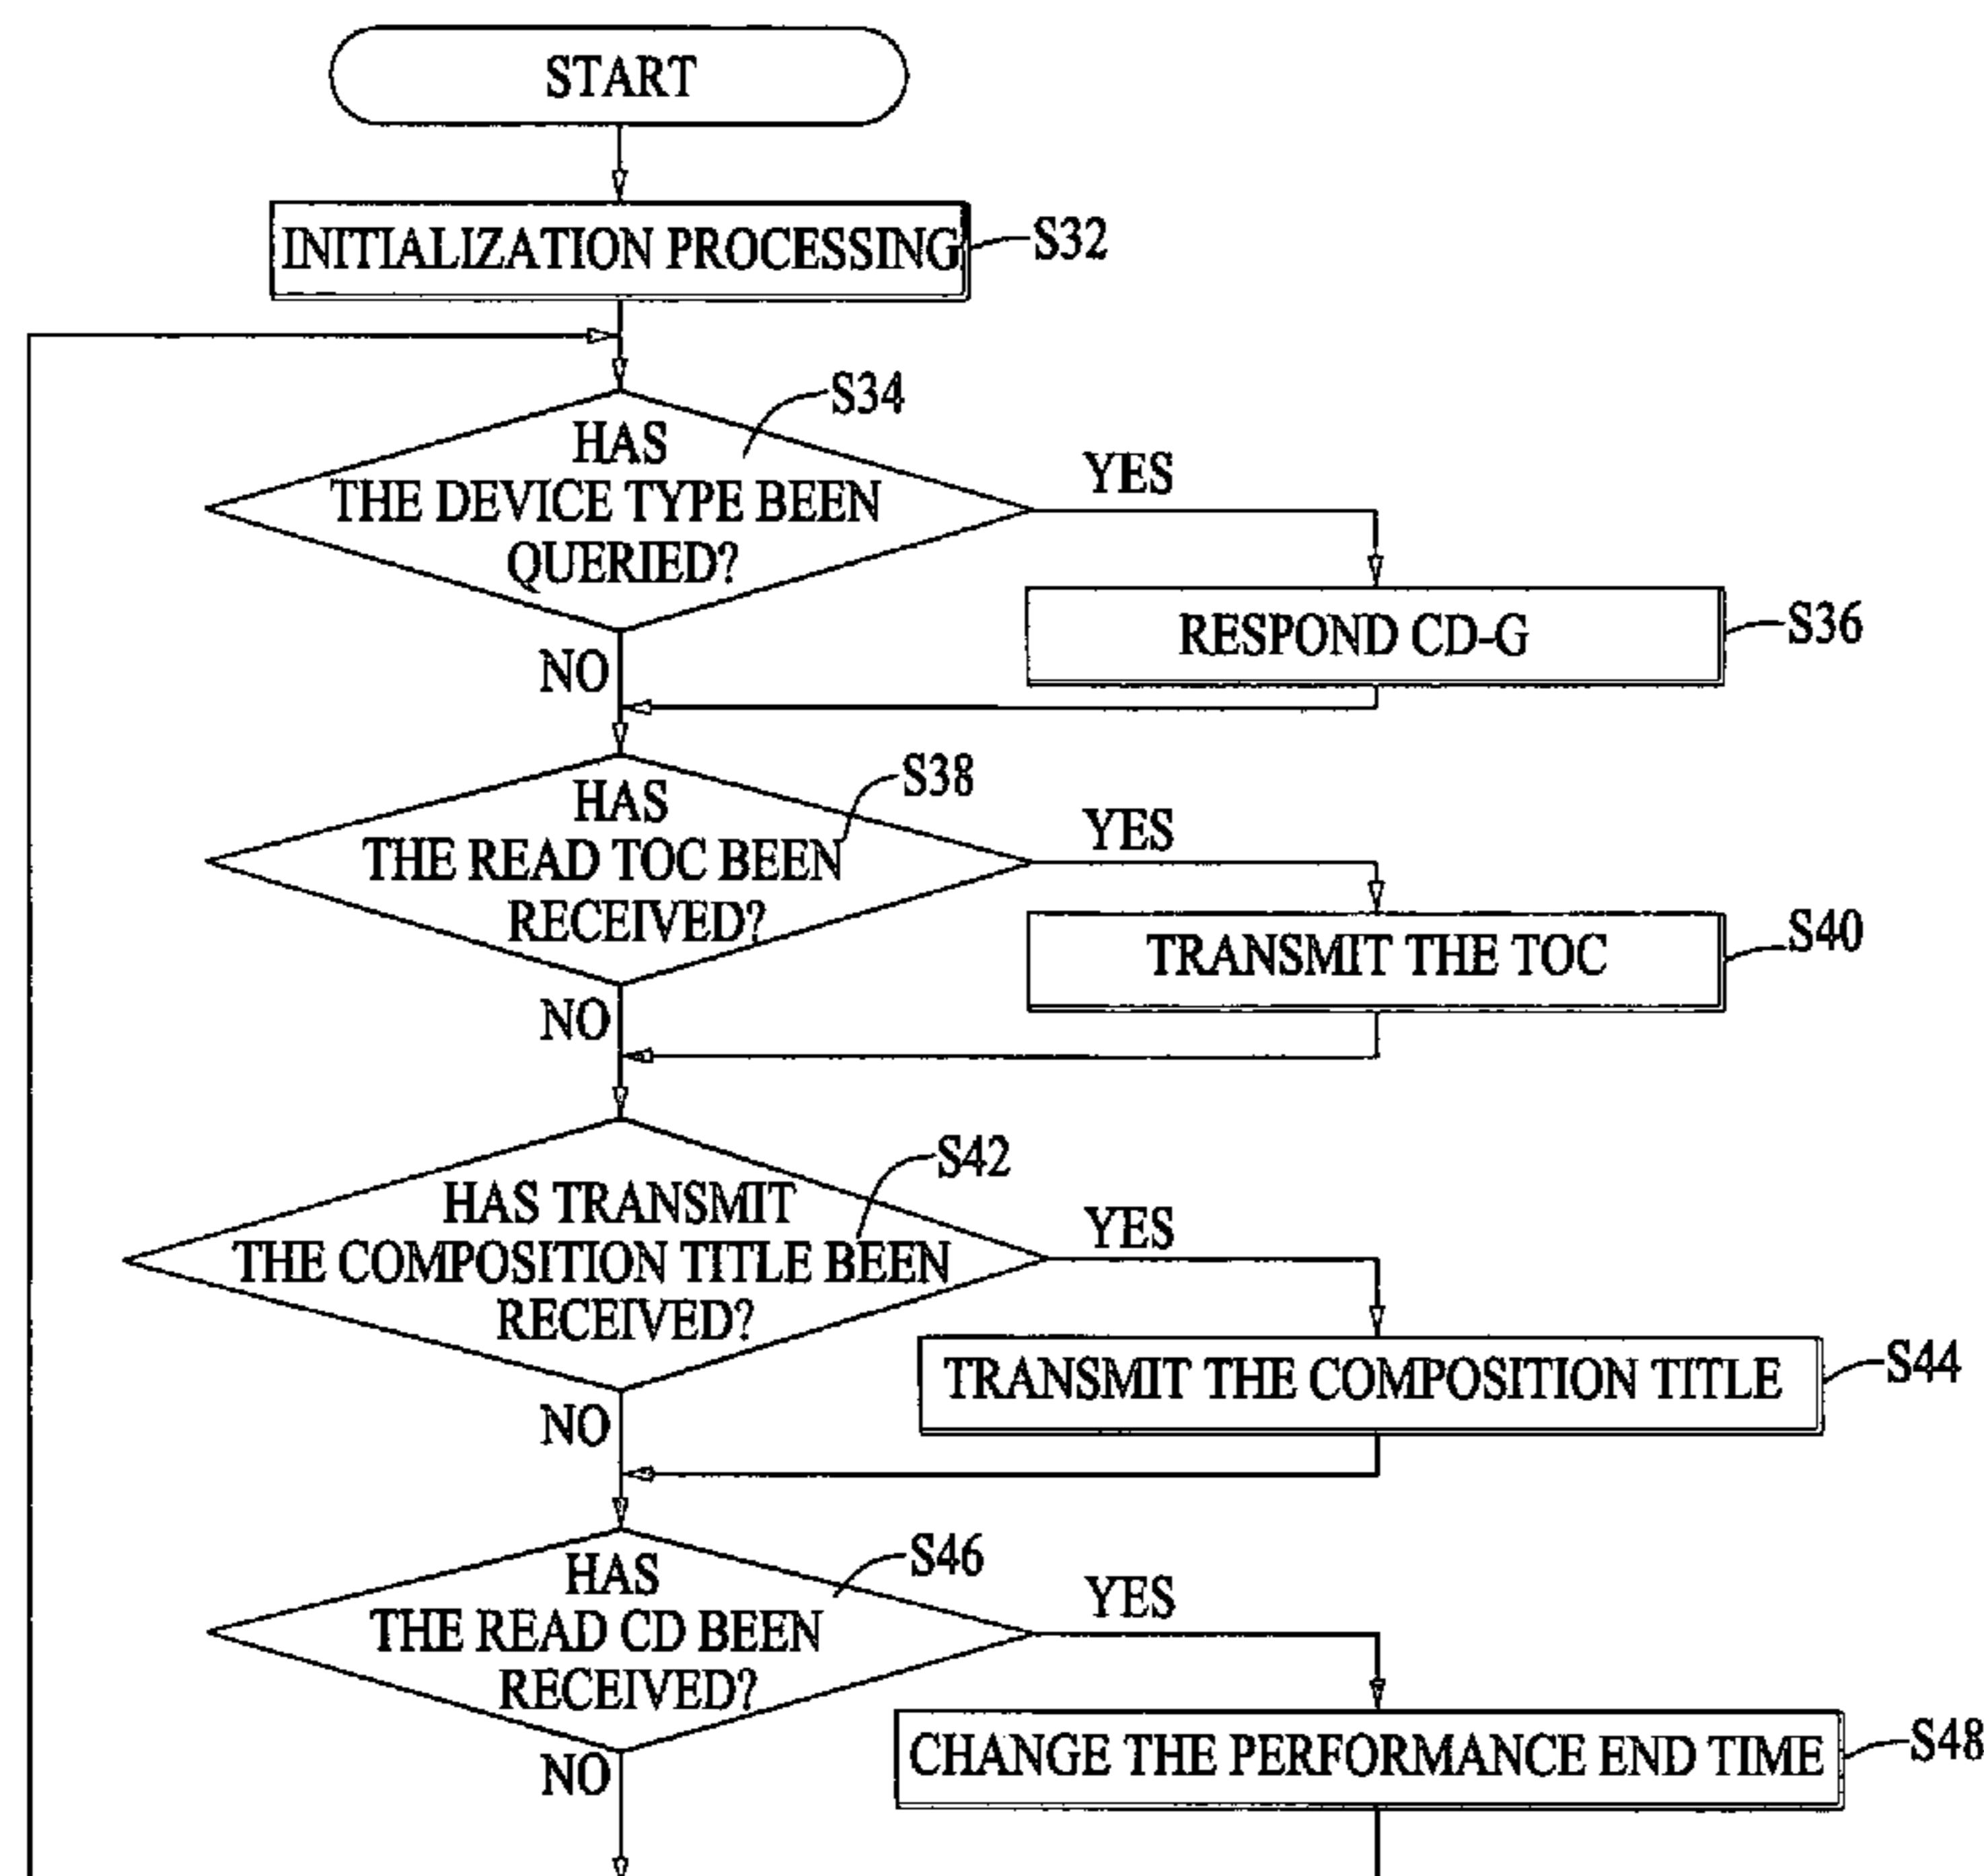 START
INITIALIZATION PROCESSING
S32
S34
HAS
THE DEVICE TYPE BEEN
QUERIED?
YES
RESPOND CD-G
S36
NO
S38
HAS
THE READ TOC BEEN
RECEIVED?
YES
TRANSMIT THE TOC
S40
NO
S42
HAS TRANSMIT
THE COMPOSITION TITLE BEEN
RECEIVED?
YES
TRANSMIT THE COMPOSITION TITLE
S44
NO
S46
HAS
THE READ CD BEEN
RECEIVED?
YES
CHANGE THE PERFORMANCE END TIME
S48
NO